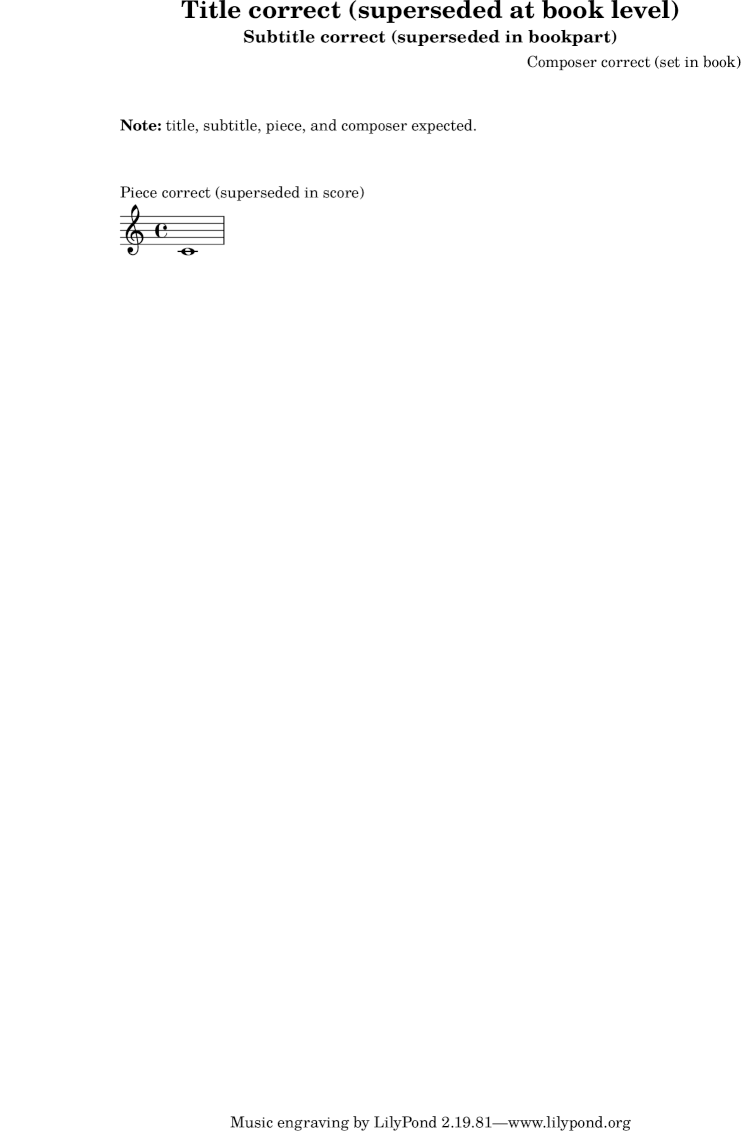 Title correct (superseded at book level)
Subtitle correct (superseded in bookpart)
Composer correct (set in book)
Note: title, subtitle, piece, and composer expected.
Piece correct (superseded in score)
Music engraving by LilyPond 2.19.81—www.lilypond.org